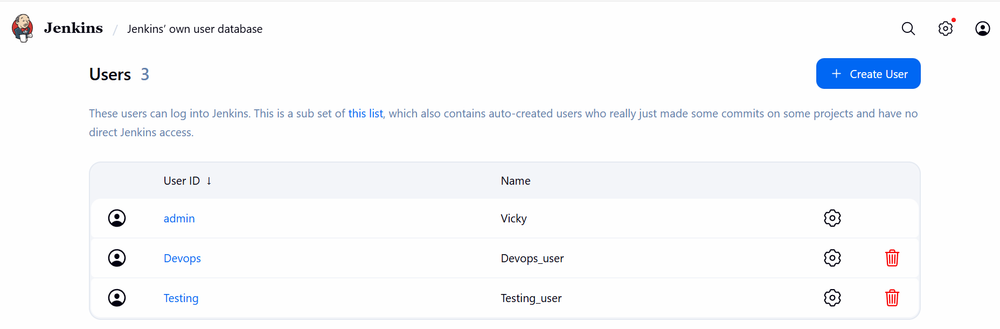 Jenkins / Jenkins’ own user database
Users 3
+ Create User
These users can log into Jenkins. This is a sub set of this list, which also contains auto-created users who really just made some commits on some projects and have no
direct Jenkins access.
User ID ↓ Name
admin Vicky
Devops Devops_user
Testing Testing_user